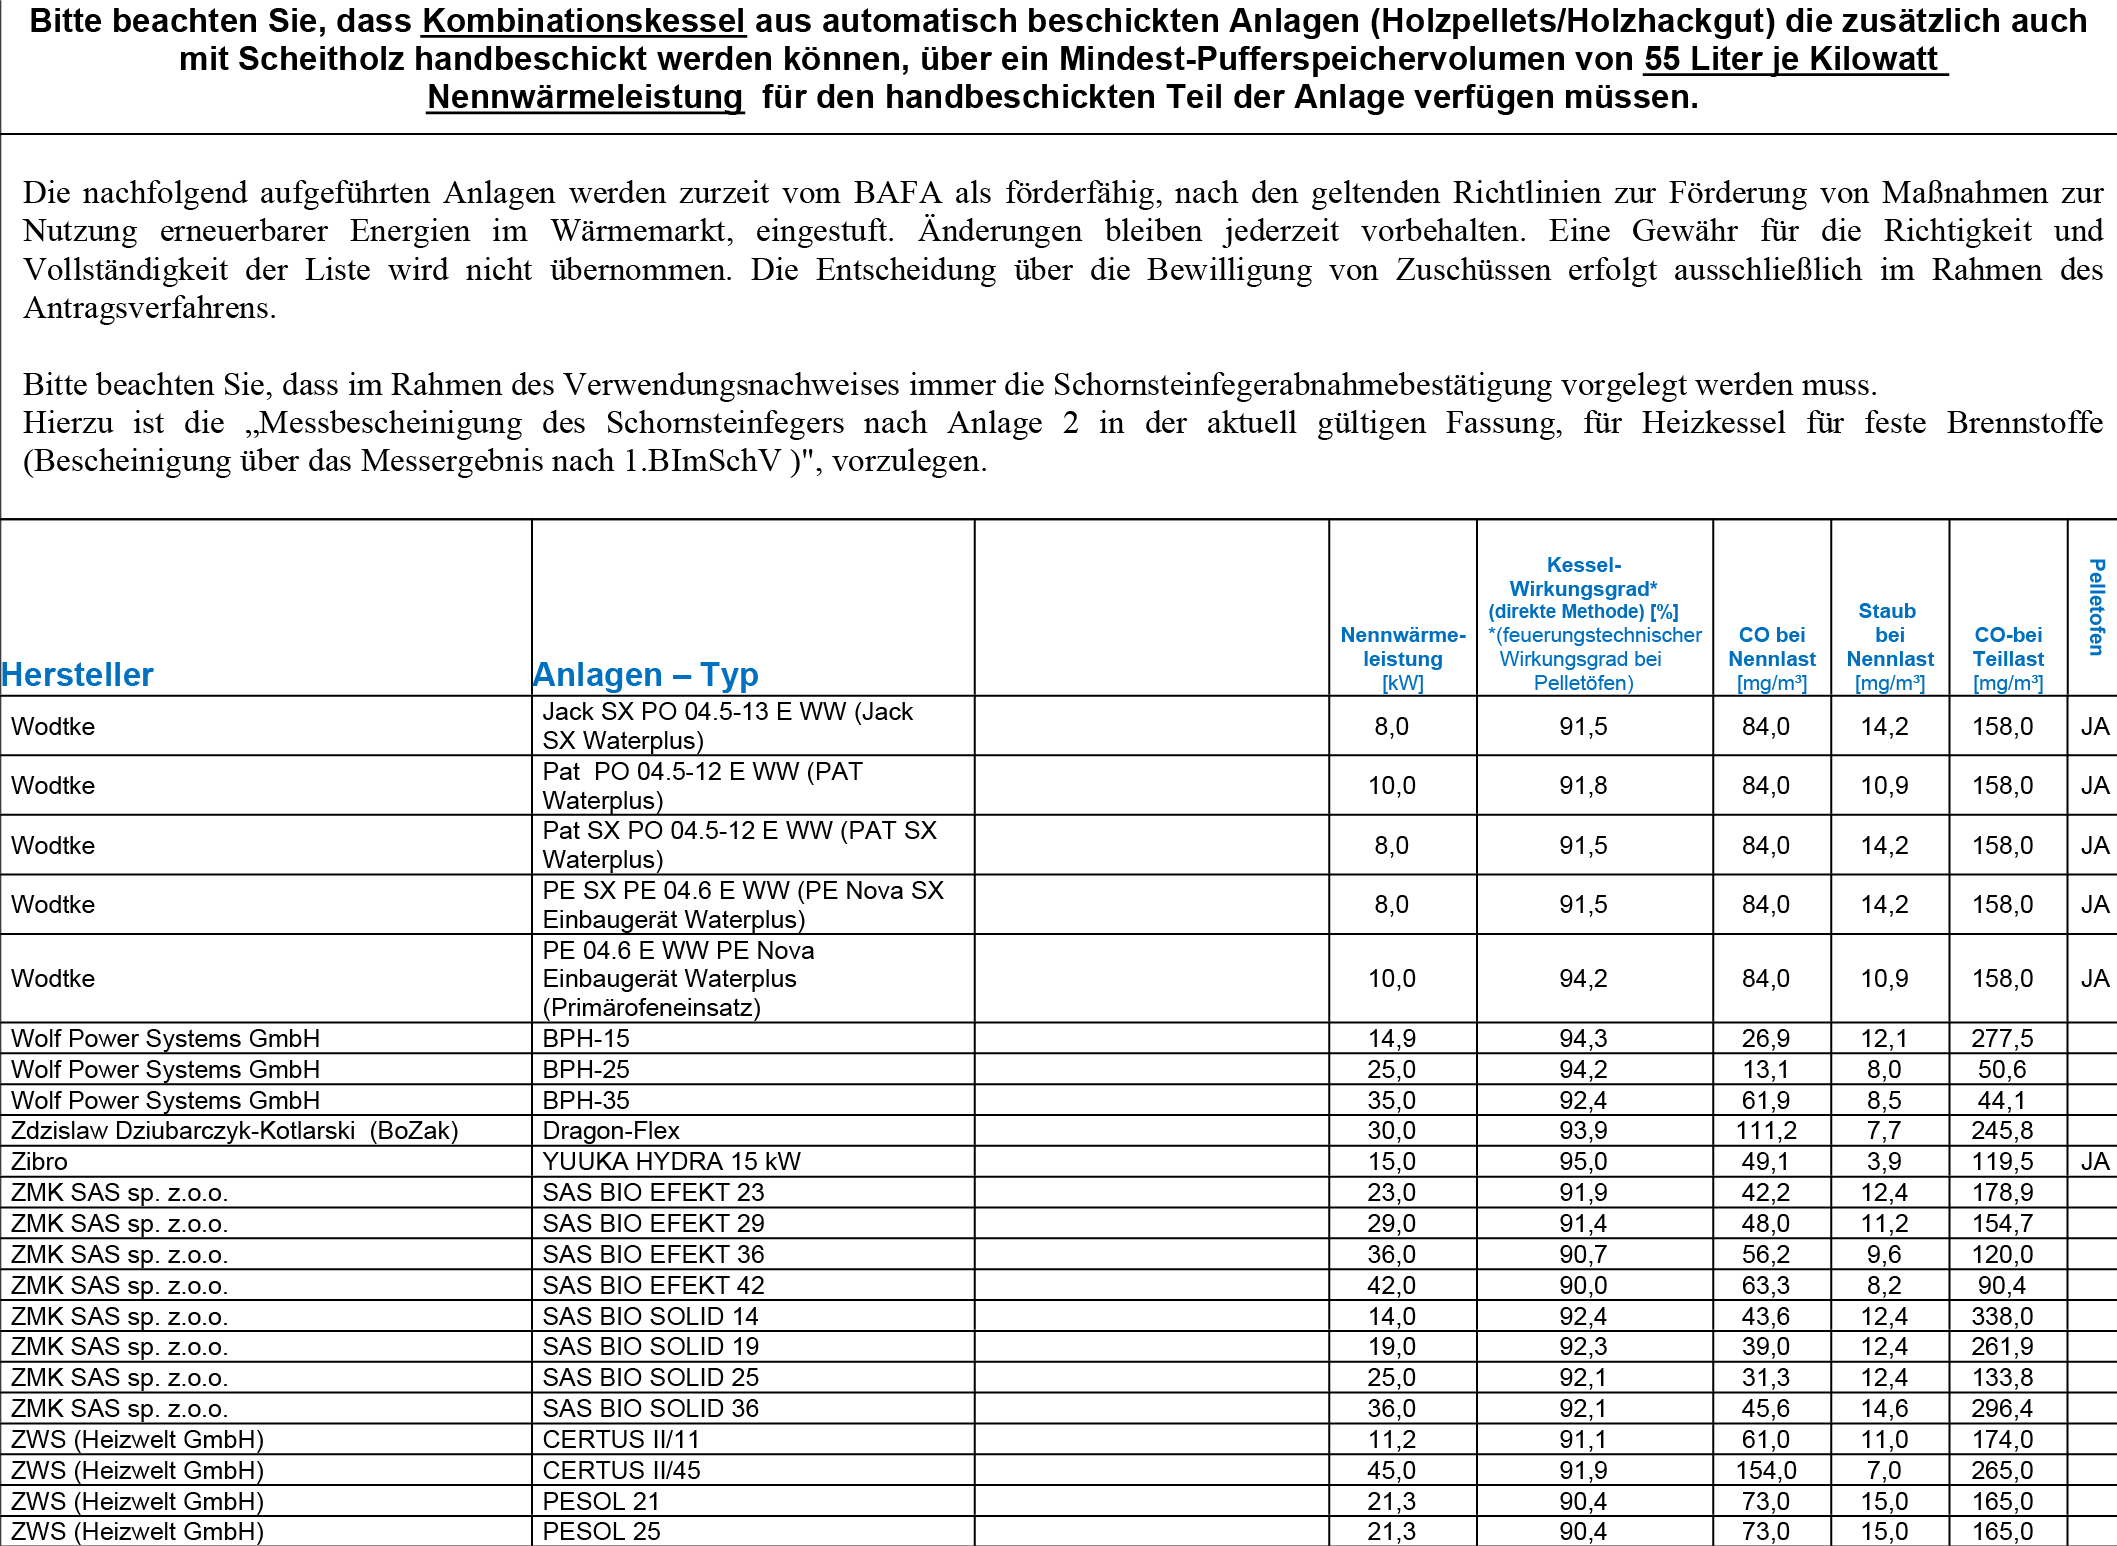 Bitte beachten Sie, dass Kombinationskessel aus automatisch beschickten Anlagen (Holzpellets/Holzhackgut) die zusätzlich auch
mit Scheitholz handbeschickt werden können, über ein Mindest-Pufferspeichervolumen von 55 Liter je Kilowatt
Nennwärmeleistung für den handbeschickten Teil der Anlage verfügen müssen.
Die nachfolgend aufgeführten Anlagen werden zurzeit vom BAFA als förderfähig, nach den geltenden Richtlinien zur Förderung von Maßnahmen zur
Nutzung erneuerbarer Energien im Wärmemarkt, eingestuft. Änderungen bleiben jederzeit vorbehalten. Eine Gewähr für die Richtigkeit und
Vollständigkeit der Liste wird nicht übernommen. Die Entscheidung über die Bewilligung von Zuschüssen erfolgt ausschließlich im Rahmen des
Antragsverfahrens.
Bitte beachten Sie, dass im Rahmen des Verwendungsnachweises immer die Schornsteinfegerabnahmebestätigung vorgelegt werden muss.
Hierzu ist die „Messbescheinigung des Schornsteinfegers nach Anlage 2 in der aktuell gültigen Fassung, für Heizkessel für feste Brennstoffe
(Bescheinigung über das Messergebnis nach 1.BImSchV )", vorzulegen.
Hersteller
Anlagen – Typ
Nennwärme-
leistung
[kW]
Kessel-
Wirkungsgrad*
(direkte Methode) [%]
*(feuerungstechnischer
Wirkungsgrad bei
Pelletöfen)
CO bei
Nennlast
[mg/m³]
Staub
bei
Nennlast
[mg/m³]
CO-bei
Teillast
[mg/m³]
Pelletofen
Wodtke Jack SX PO 04.5-13 E WW (Jack
SX Waterplus) 8,0 91,5 84,0 14,2 158,0 JA
Wodtke Pat  PO 04.5-12 E WW (PAT
Waterplus) 10,0 91,8 84,0 10,9 158,0 JA
Wodtke Pat SX PO 04.5-12 E WW (PAT SX
Waterplus) 8,0 91,5 84,0 14,2 158,0 JA
Wodtke PE SX PE 04.6 E WW (PE Nova SX
Einbaugerät Waterplus) 8,0 91,5 84,0 14,2 158,0 JA
Wodtke PE 04.6 E WW PE Nova
Einbaugerät Waterplus
(Primärofeneinsatz) 10,0 94,2 84,0 10,9 158,0 JA
Wolf Power Systems GmbH BPH-15 14,9 94,3 26,9 12,1 277,5
Wolf Power Systems GmbH BPH-25 25,0 94,2 13,1 8,0 50,6
Wolf Power Systems GmbH BPH-35 35,0 92,4 61,9 8,5 44,1
Zdzislaw Dziubarczyk-Kotlarski  (BoZak) Dragon-Flex 30,0 93,9 111,2 7,7 245,8
Zibro YUUKA HYDRA 15 kW 15,0 95,0 49,1 3,9 119,5 JA
ZMK SAS sp. z.o.o. SAS BIO EFEKT 23 23,0 91,9 42,2 12,4 178,9
ZMK SAS sp. z.o.o. SAS BIO EFEKT 29 29,0 91,4 48,0 11,2 154,7
ZMK SAS sp. z.o.o. SAS BIO EFEKT 36 36,0 90,7 56,2 9,6 120,0
ZMK SAS sp. z.o.o. SAS BIO EFEKT 42 42,0 90,0 63,3 8,2 90,4
ZMK SAS sp. z.o.o. SAS BIO SOLID 14 14,0 92,4 43,6 12,4 338,0
ZMK SAS sp. z.o.o. SAS BIO SOLID 19 19,0 92,3 39,0 12,4 261,9
ZMK SAS sp. z.o.o. SAS BIO SOLID 25 25,0 92,1 31,3 12,4 133,8
ZMK SAS sp. z.o.o. SAS BIO SOLID 36 36,0 92,1 45,6 14,6 296,4
ZWS (Heizwelt GmbH) CERTUS II/11 11,2 91,1 61,0 11,0 174,0
ZWS (Heizwelt GmbH) CERTUS II/45 45,0 91,9 154,0 7,0 265,0
ZWS (Heizwelt GmbH) PESOL 21 21,3 90,4 73,0 15,0 165,0
ZWS (Heizwelt GmbH) PESOL 25 21,3 90,4 73,0 15,0 165,0